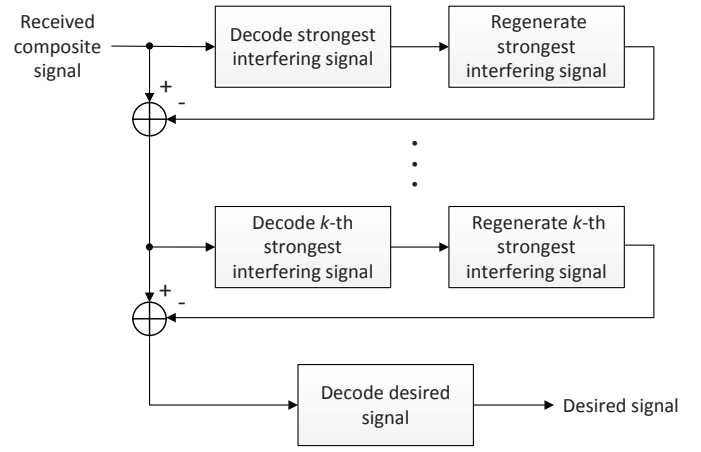 Received
composite
signal
Decode strongest
interfering signal
Regenerate
strongest
interfering signal
+
-
Decode k-th
strongest
interfering signal
Regenerate k-th
strongest
interfering signal
+
-
Decode desired
signal
Desired signal